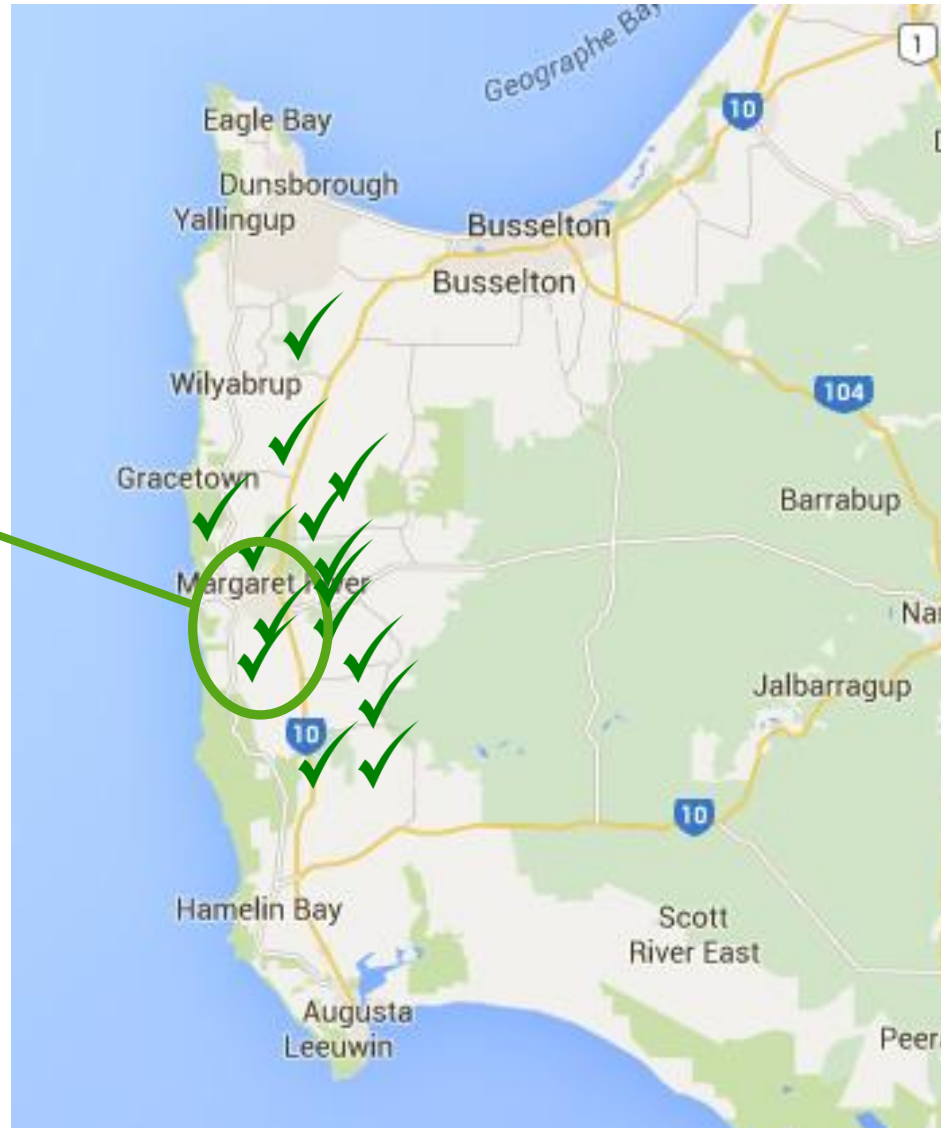 Geographe Bay
1
10
Eagle Bay
Dunsborough
Yallingup
Busselton
Busselton
Wilyabrup
104
Gracetown
Barrabup
Margaret River
Jalbarragup
10
10
Hamelin Bay
Scott
River East
Augusta
Leeuwin